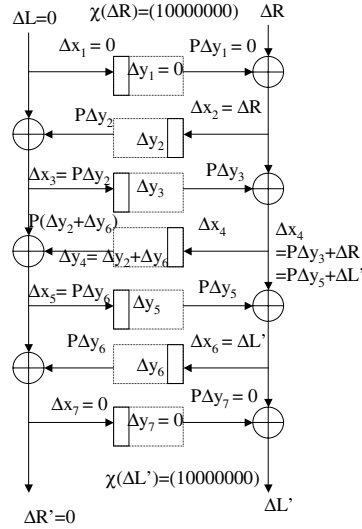 ΔL=0
χ(ΔR)=(10000000)
ΔR
Δx₁= 0
Δy₁= 0
PΔy₁= 0
PΔy₂
Δy₂
Δx₂= ΔR
Δx₃= PΔy₂
Δy₃
PΔy₃
P(Δy₂+Δy₆)
Δy₄= Δy₂+Δy₆
Δx₄
Δx₄
=PΔy₃+ΔR
=PΔy₅+ΔL’
Δx₅= PΔy₆
Δy₅
PΔy₅
PΔy₆
Δy₆
Δx₆= ΔL’
Δx₇= 0
Δy₇= 0
PΔy₇= 0
χ(ΔL’)=(10000000)
ΔR’=0
ΔL’